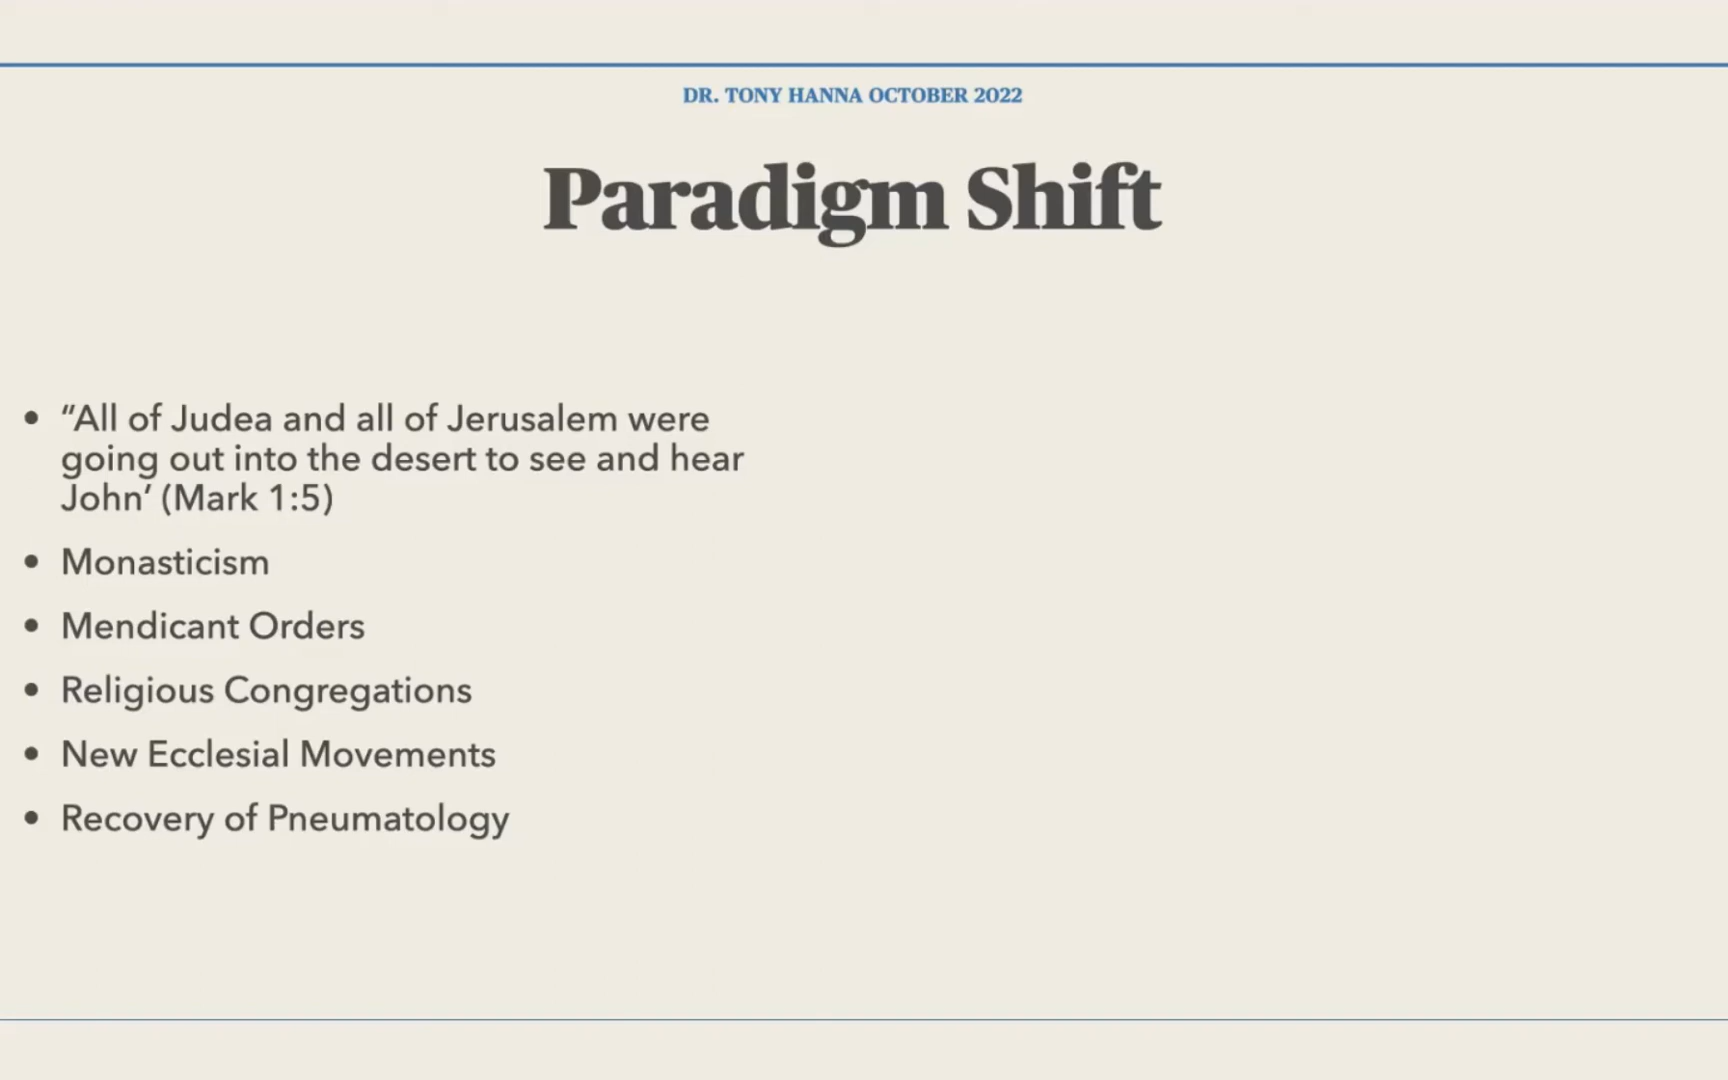 DR. TONY HANNA OCTOBER 2022
Paradigm Shift
• “All of Judea and all of Jerusalem were
going out into the desert to see and hear
John’ (Mark 1:5)
• Monasticism
• Mendicant Orders
• Religious Congregations
• New Ecclesial Movements
• Recovery of Pneumatology